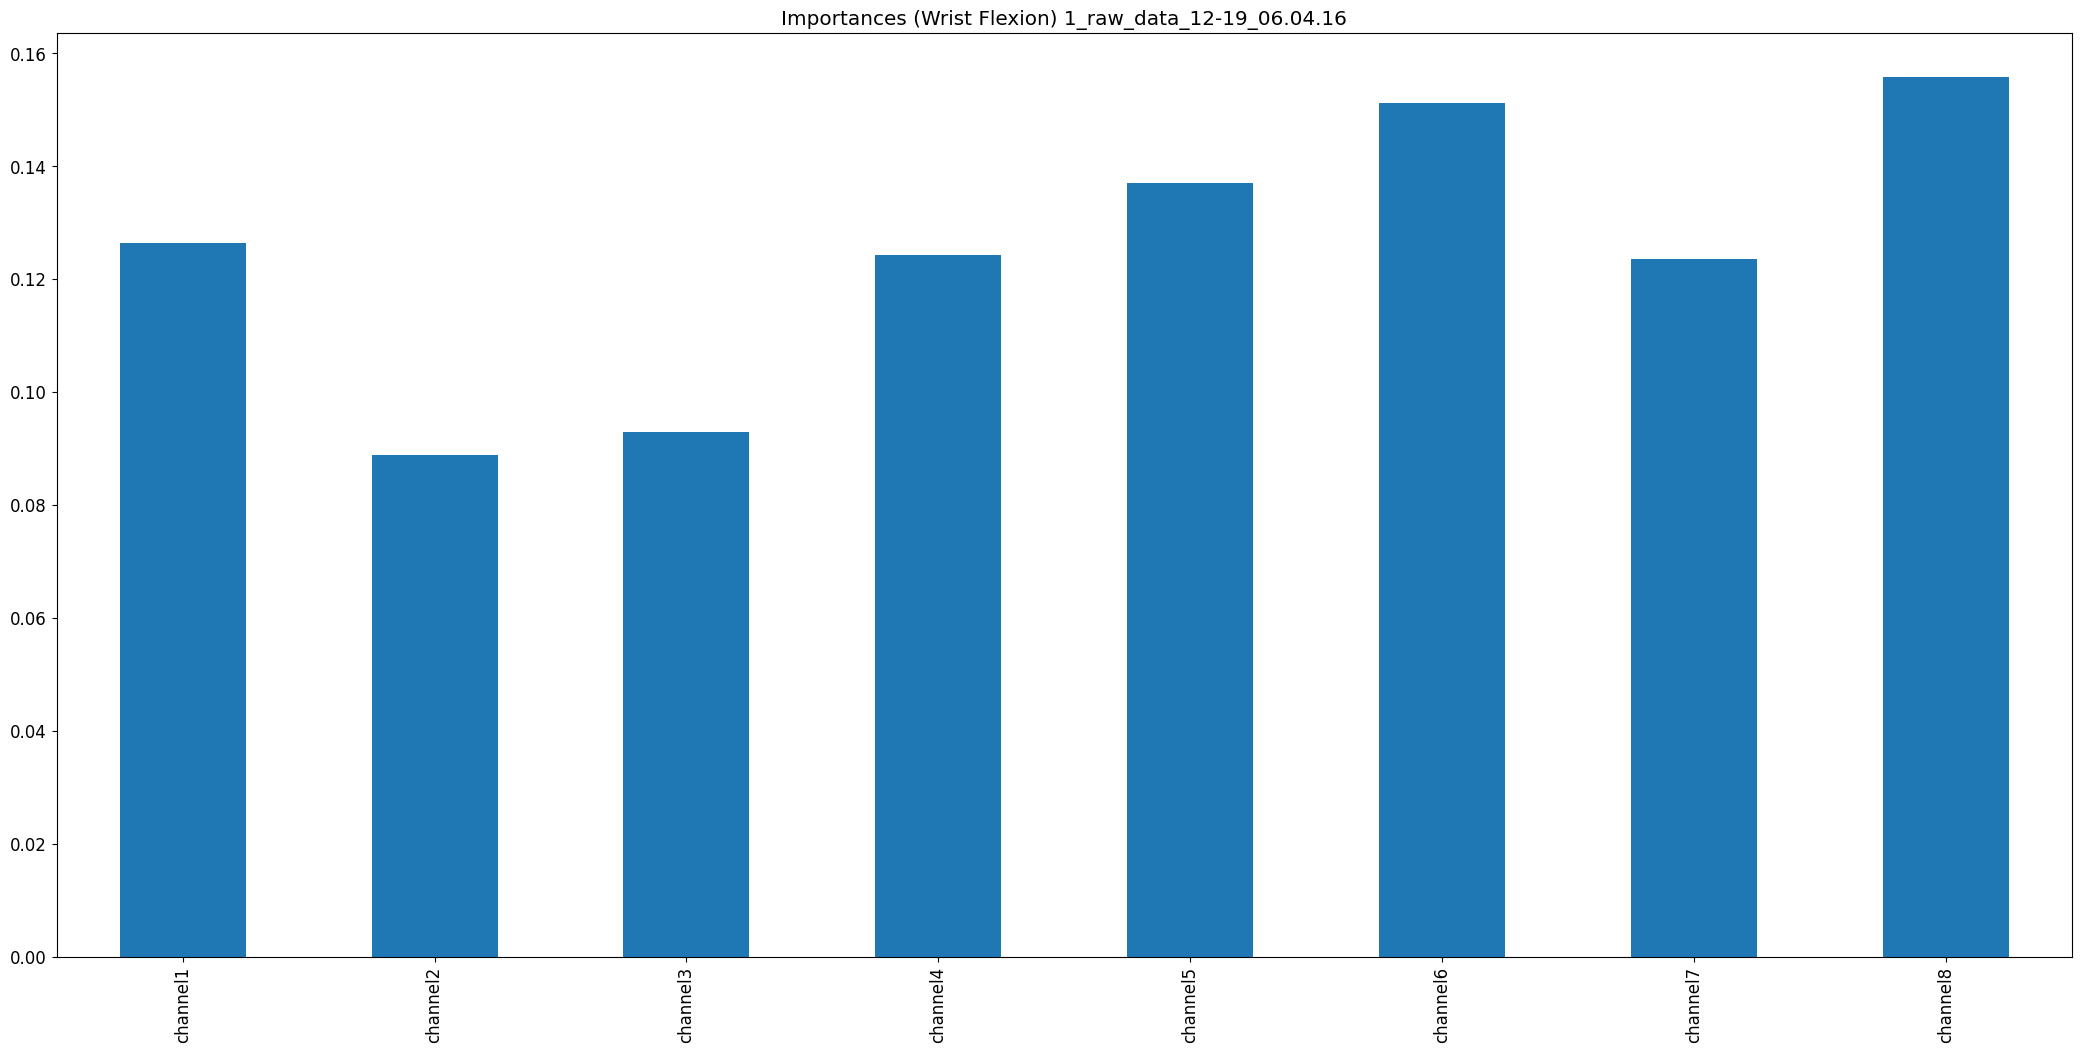 Importances (Wrist Flexion) 1_raw_data_12-19_06.04.16
0.16
0.14
0.12
0.10
0.08
0.06
0.04
0.02
0.00
channel1
channel2
channel3
channel4
channel5
channel6
channel7
channel8